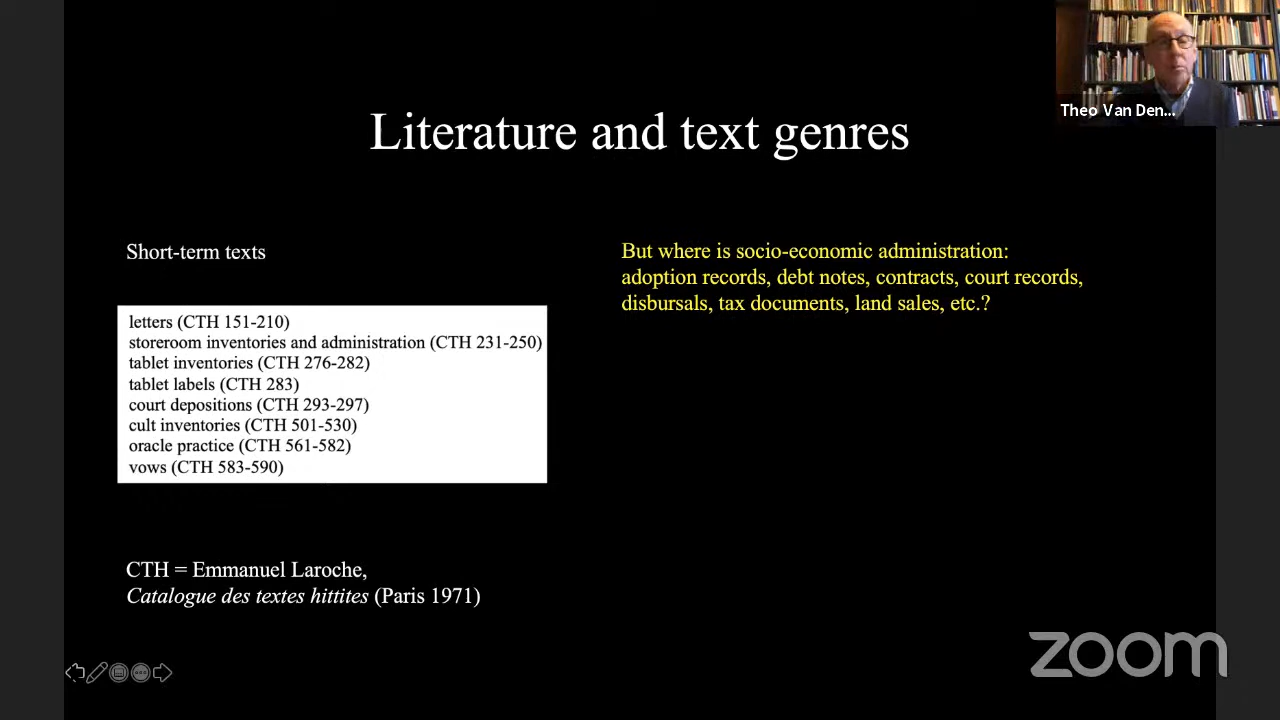 Theo Van Den...
Literature and text genres
Short-term texts
letters (CTH 151-210)
storeroom inventories and administration (CTH 231-250)
tablet inventories (CTH 276-282)
tablet labels (CTH 283)
court depositions (CTH 293-297)
cult inventories (CTH 501-530)
oracle practice (CTH 561-582)
vows (CTH 583-590)
CTH = Emmanuel Laroche,
Catalogue des textes hittites (Paris 1971)
But where is socio-economic administration:
adoption records, debt notes, contracts, court records,
disbursals, tax documents, land sales, etc.?
zoom